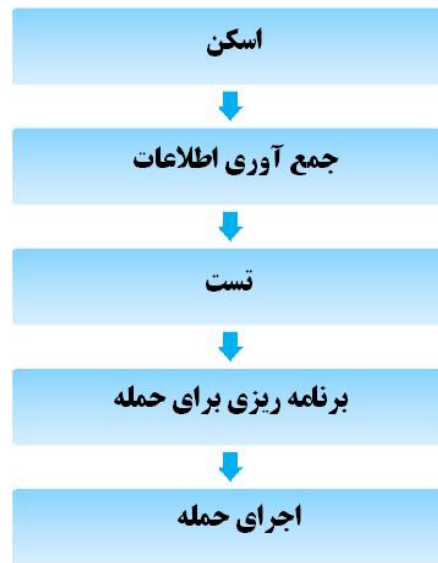 اسکن
جمع آوری اطلاعات
تست
برنامه ریزی برای حمله
اجرای حمله